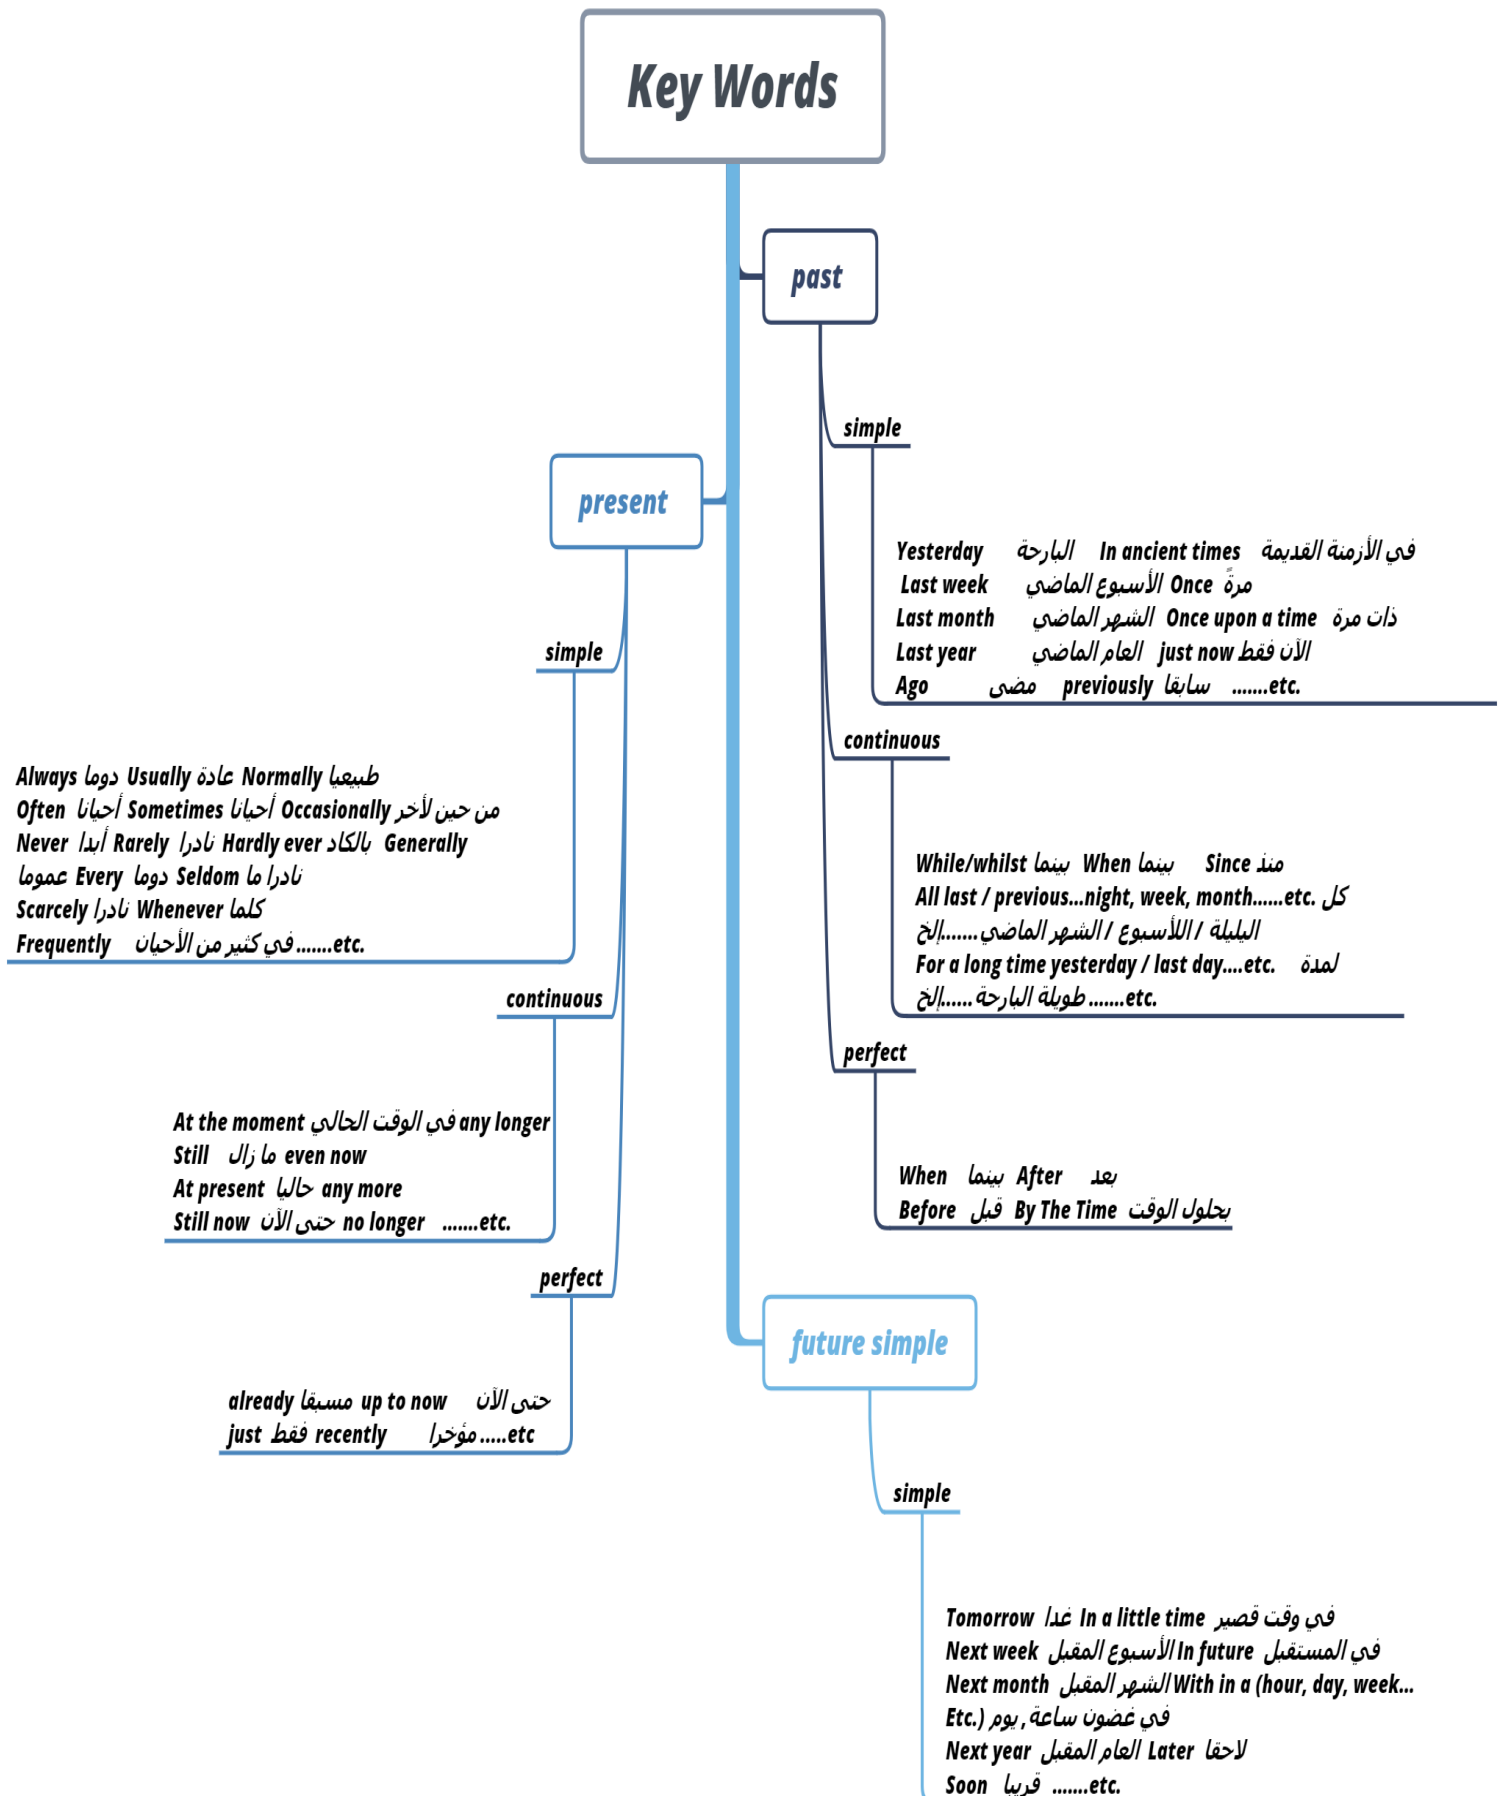 Key Words
past
simple
Yesterday البارحة In ancient times في الأزمنة القديمة
Last week الأسبوع الماضي Once مرةً
Last month الشهر الماضي Once upon a time ذات مرة
Last year العام الماضي just now الآن فقط
Ago مضى previously سابقا .......etc.
continuous
While/whilst بينما When بينما Since منذ
All last / previous...night, week, month......etc. كل
اليليلة / اللأسبوع / الشهر الماضي.......إلخ
For a long time yesterday / last day....etc. لمدة
طويلة البارحة......إلخ .......etc.
perfect
When بينما After بعد
Before قبل By The Time بحلول الوقت
present
simple
Always دوما Usually عادة Normally طبيعيا
Often أحيانا Sometimes أحيانا Occasionally من حين لأخر
Never أبدا Rarely نادرا Hardly ever بالكاد Generally
عموما Every دوما Seldom نادرا ما
Scarcely نادرا Whenever كلما
Frequently في كثير من الأحيان .......etc.
continuous
At the moment في الوقت الحالي any longer
Still ما زال even now
At present حاليا any more
Still now حتى الآن no longer .......etc.
perfect
already مسبقا up to now حتى الآن
just فقط recently مؤخرا .....etc
future simple
simple
Tomorrow غدا In a little time في وقت قصير
Next week الأسبوع المقبل In future في المستقبل
Next month الشهر المقبل With in a (hour, day, week...
Etc.) في غضون ساعة, يوم
Next year العام المقبل Later لاحقا
Soon قريبا .......etc.